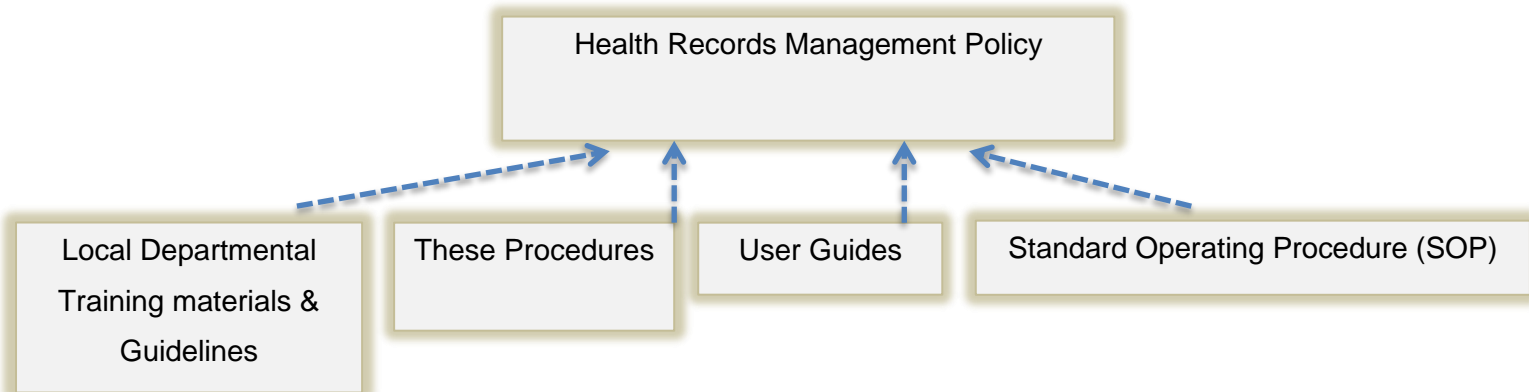 Health Records Management Policy
Local Departmental
Training materials &
Guidelines
These Procedures
User Guides
Standard Operating Procedure (SOP)